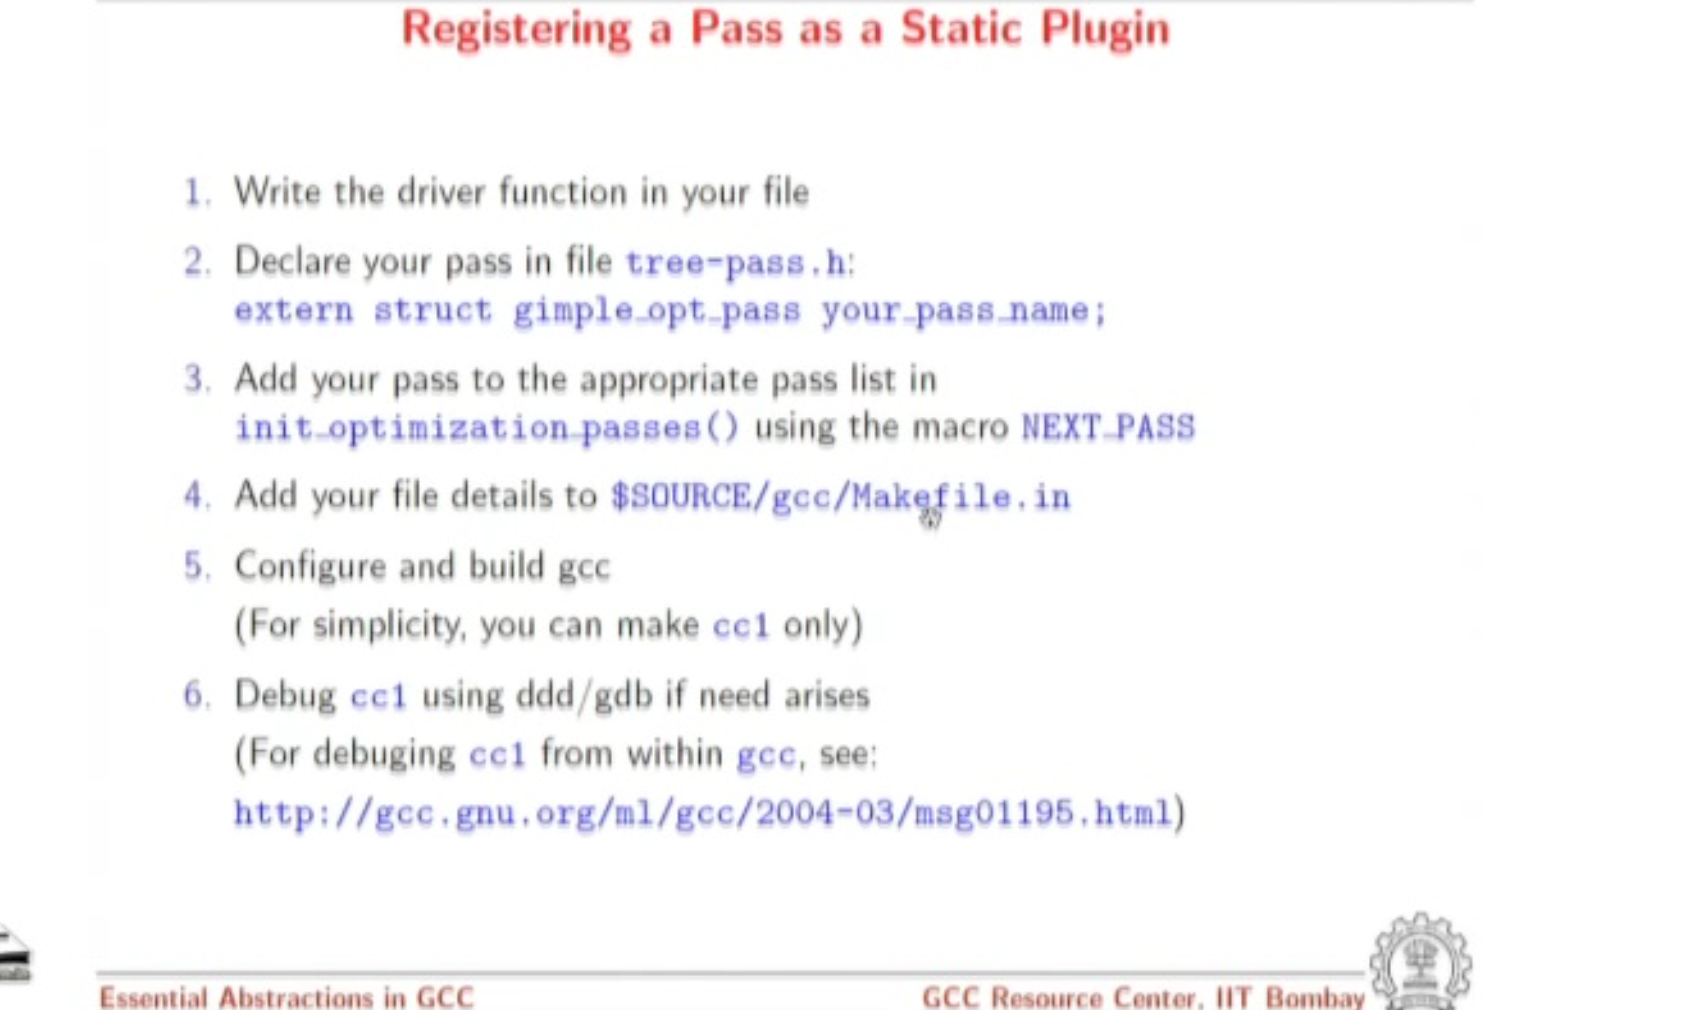 Registering a Pass as a Static Plugin
1. Write the driver function in your file
2. Declare your pass in file tree-pass.h:
extern struct gimple_opt_pass your_pass_name;
3. Add your pass to the appropriate pass list in
init_optimization_passes() using the macro NEXT_PASS
4. Add your file details to $SOURCE/gcc/Makefile.in
5. Configure and build gcc
(For simplicity, you can make cc1 only)
6. Debug cc1 using ddd/gdb if need arises
(For debuging cc1 from within gcc, see:
http://gcc.gnu.org/ml/gcc/2004-03/msg01195.html)
Essential Abstractions in GCC
GCC Resource Center, IIT Bombay